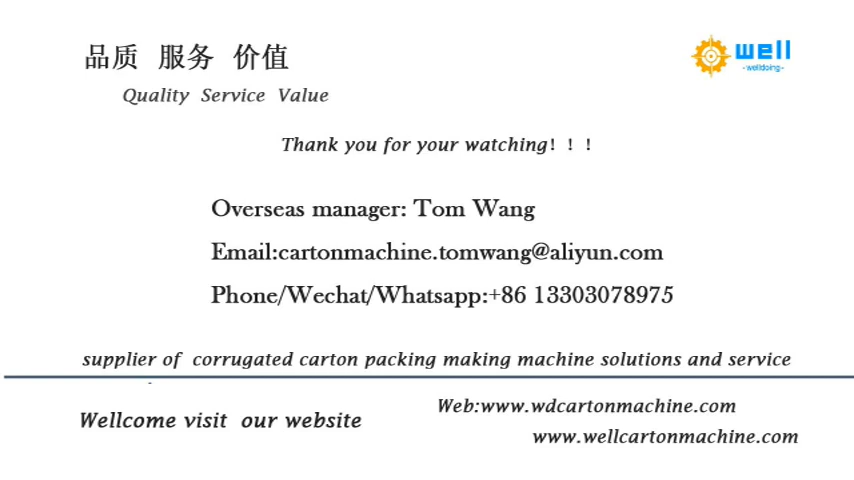 品质 服务 价值
well
-welldoing-
Quality Service Value
Thank you for your watching! ! !
Overseas manager: Tom Wang
Email:cartonmachine.tomwang@aliyun.com
Phone/Wechat/Whatsapp:+86 13303078975
supplier of corrugated carton packing making machine solutions and service
Wellcome visit our website
Web:www.wdcartonmachine.com
www.wellcartonmachine.com